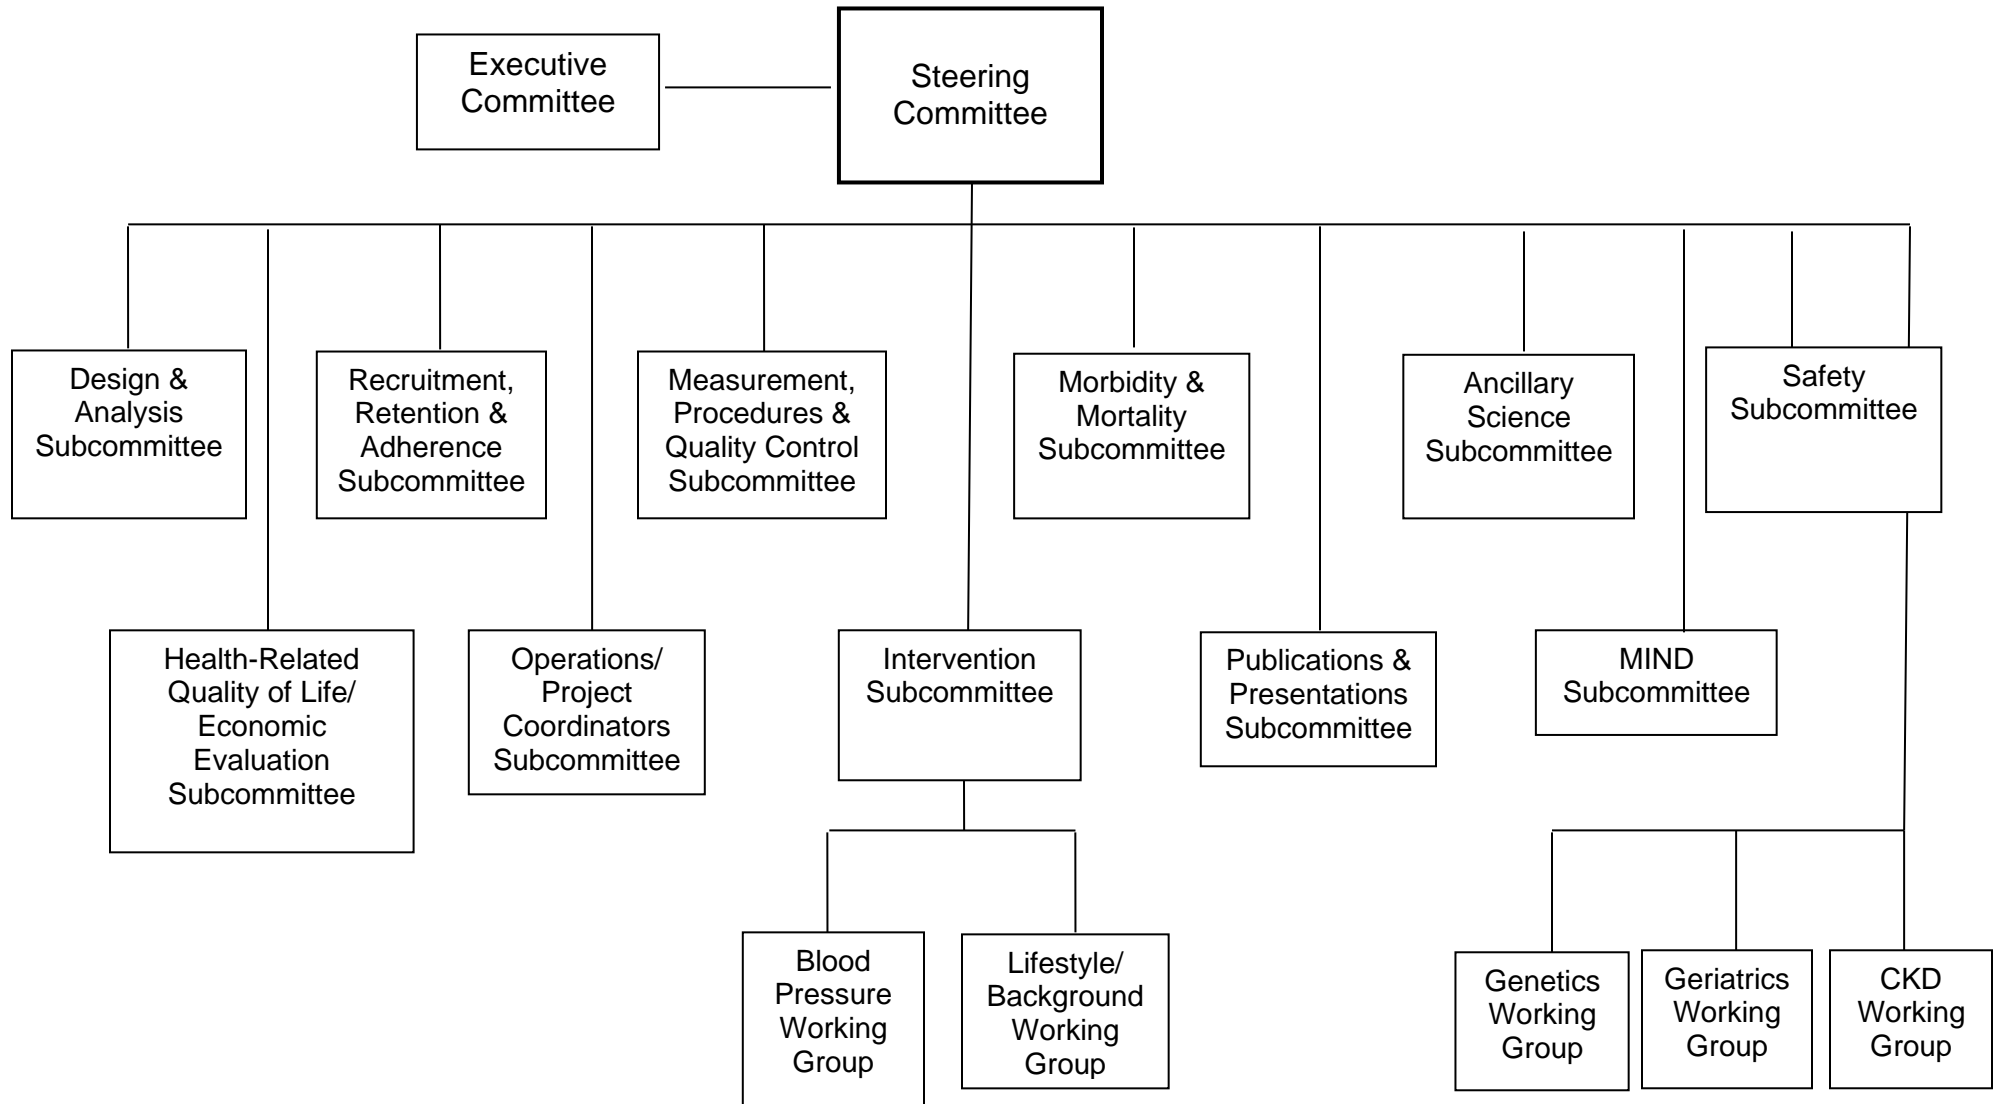 Executive
Committee
Steering
Committee
Design &
Analysis
Subcommittee
Recruitment,
Retention &
Adherence
Subcommittee
Measurement,
Procedures &
Quality Control
Subcommittee
Morbidity &
Mortality
Subcommittee
Ancillary
Science
Subcommittee
Safety
Subcommittee
Health-Related
Quality of Life/
Economic
Evaluation
Subcommittee
Operations/
Project
Coordinators
Subcommittee
Intervention
Subcommittee
Publications &
Presentations
Subcommittee
MIND
Subcommittee
Blood
Pressure
Working
Group
Lifestyle/
Background
Working
Group
Genetics
Working
Group
Geriatrics
Working
Group
CKD
Working
Group